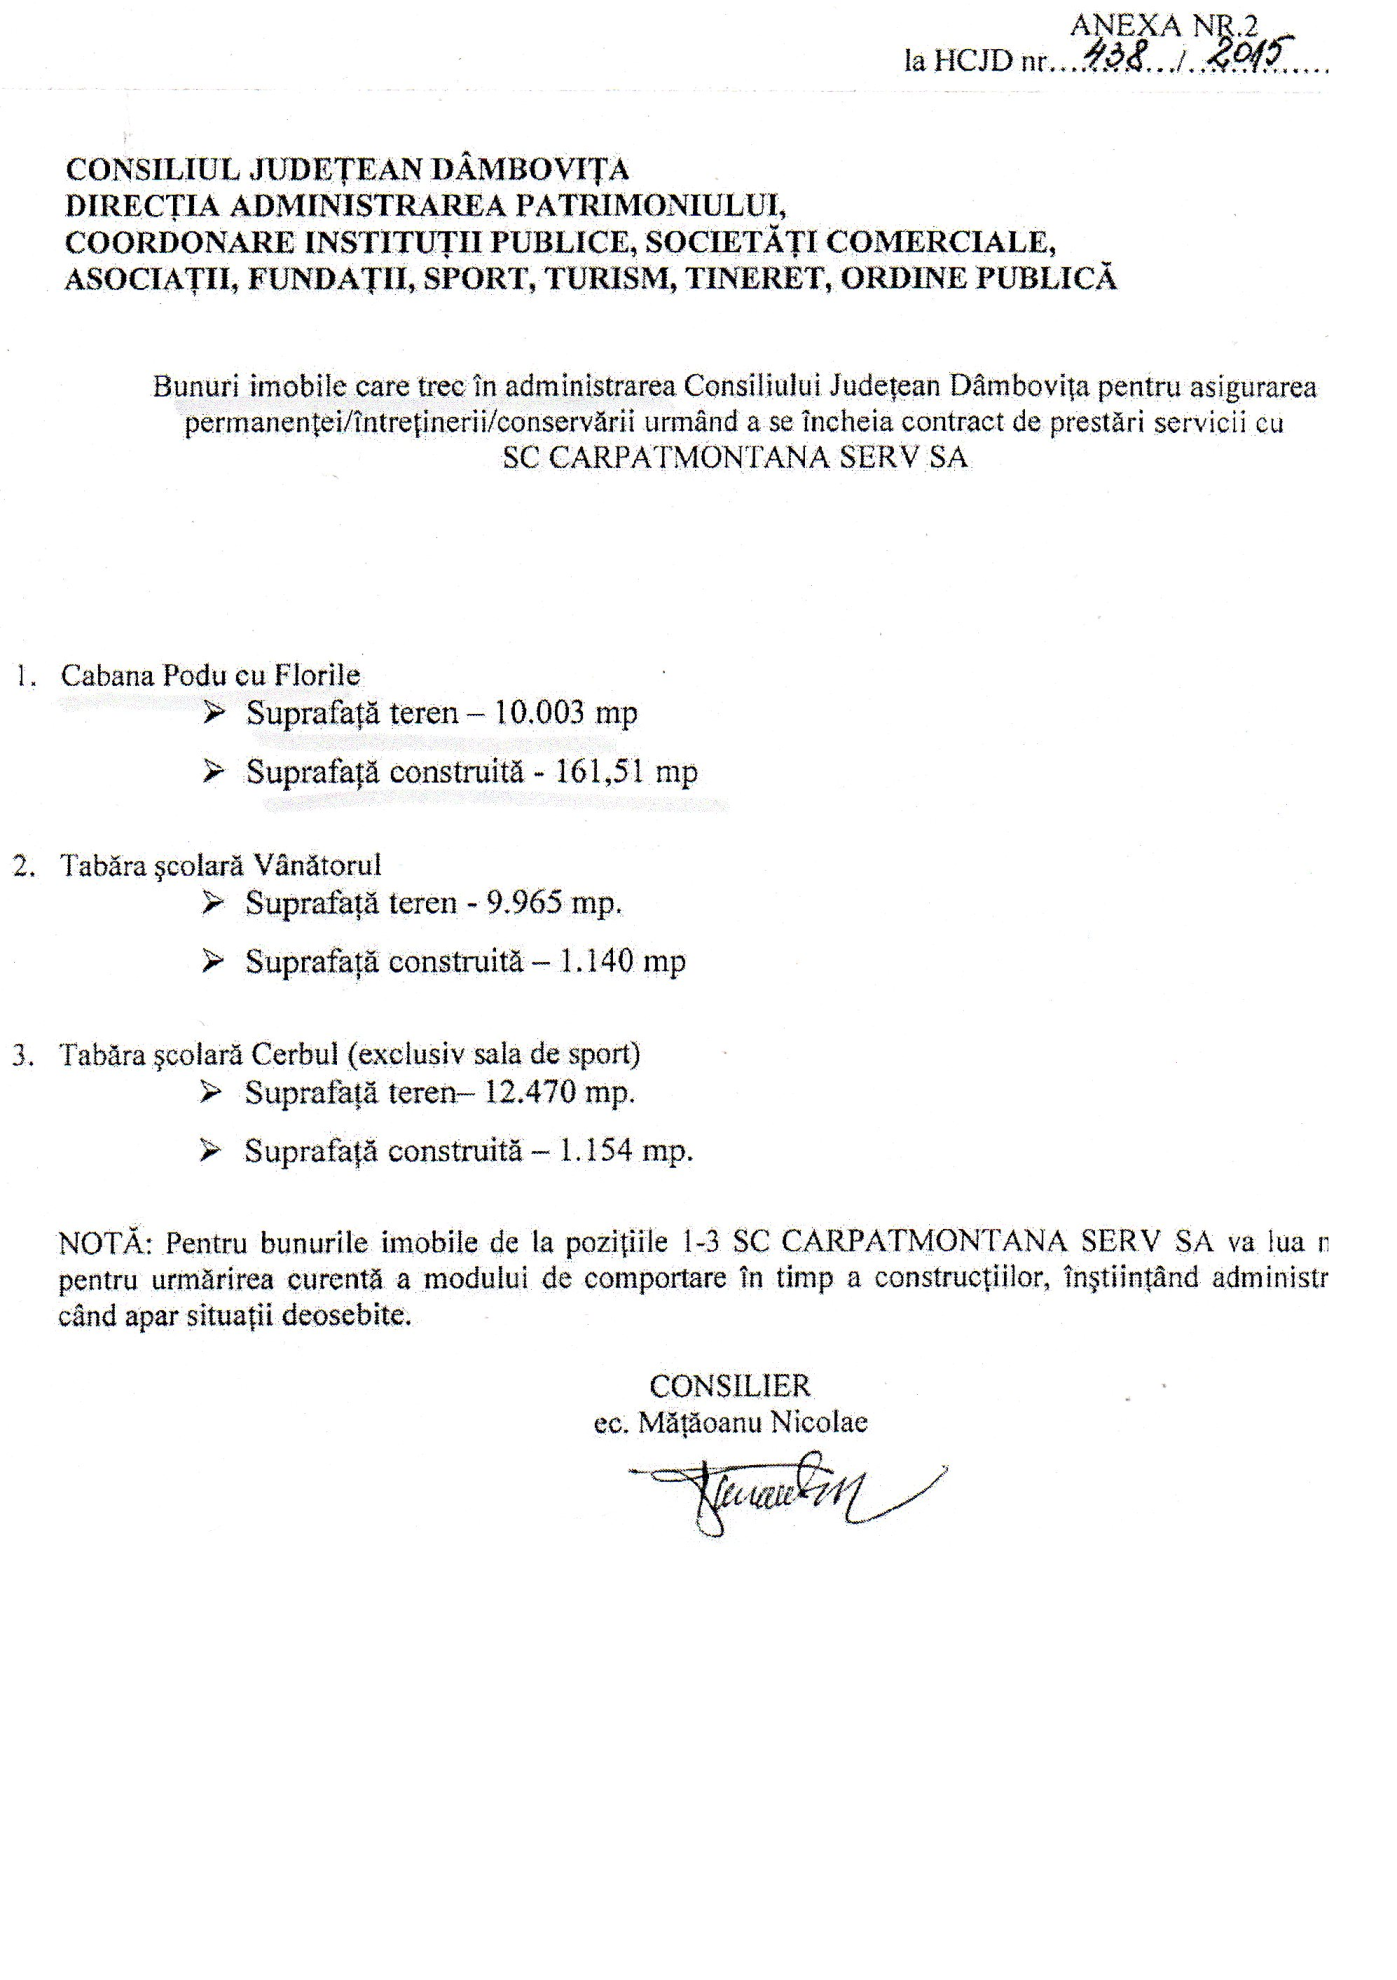 ANEXA NR.2
la HCJD nr....438.../...2015......
CONSILIUL JUDEȚEAN DÂMBOVIȚA
DIRECȚIA ADMINISTRAREA PATRIMONIULUI,
COORDONARE INSTITUȚII PUBLICE, SOCIETĂȚI COMERCIALE,
ASOCIAȚII, FUNDAȚII, SPORT, TURISM, TINERET, ORDINE PUBLICĂ
Bunuri imobile care trec în administrarea Consiliului Județean Dâmbovița pentru asigurarea
permanenței/întreținerii/conservării urmând a se încheia contract de prestări servicii cu
SC CARPATMONTANA SERV SA
1. Cabana Podu cu Florile
➢ Suprafață teren – 10.003 mp
➢ Suprafață construită - 161,51 mp
2. Tabăra şcolară Vânătorul
➢ Suprafață teren - 9.965 mp.
➢ Suprafață construită – 1.140 mp
3. Tabăra şcolară Cerbul (exclusiv sala de sport)
➢ Suprafață teren– 12.470 mp.
➢ Suprafață construită – 1.154 mp.
NOTĂ: Pentru bunurile imobile de la pozițiile 1-3 SC CARPATMONTANA SERV SA va lua
pentru urmărirea curentă a modului de comportare în timp a construcțiilor, înştiințând administr
când apar situații deosebite.
CONSILIER
ec. Mățăoanu Nicolae